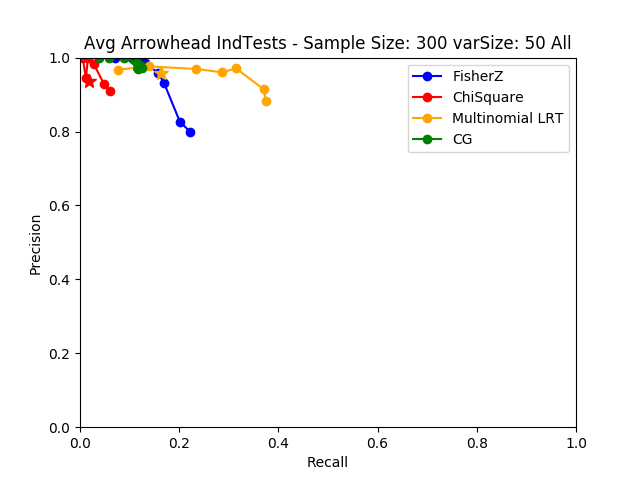 Avg Arrowhead IndTests - Sample Size: 300 varSize: 50 All
1.0
0.8
0.6
0.4
0.2
0.0
Precision
FisherZ
ChiSquare
Multinomial LRT
CG
0.0 0.2 0.4 0.6 0.8 1.0
Recall